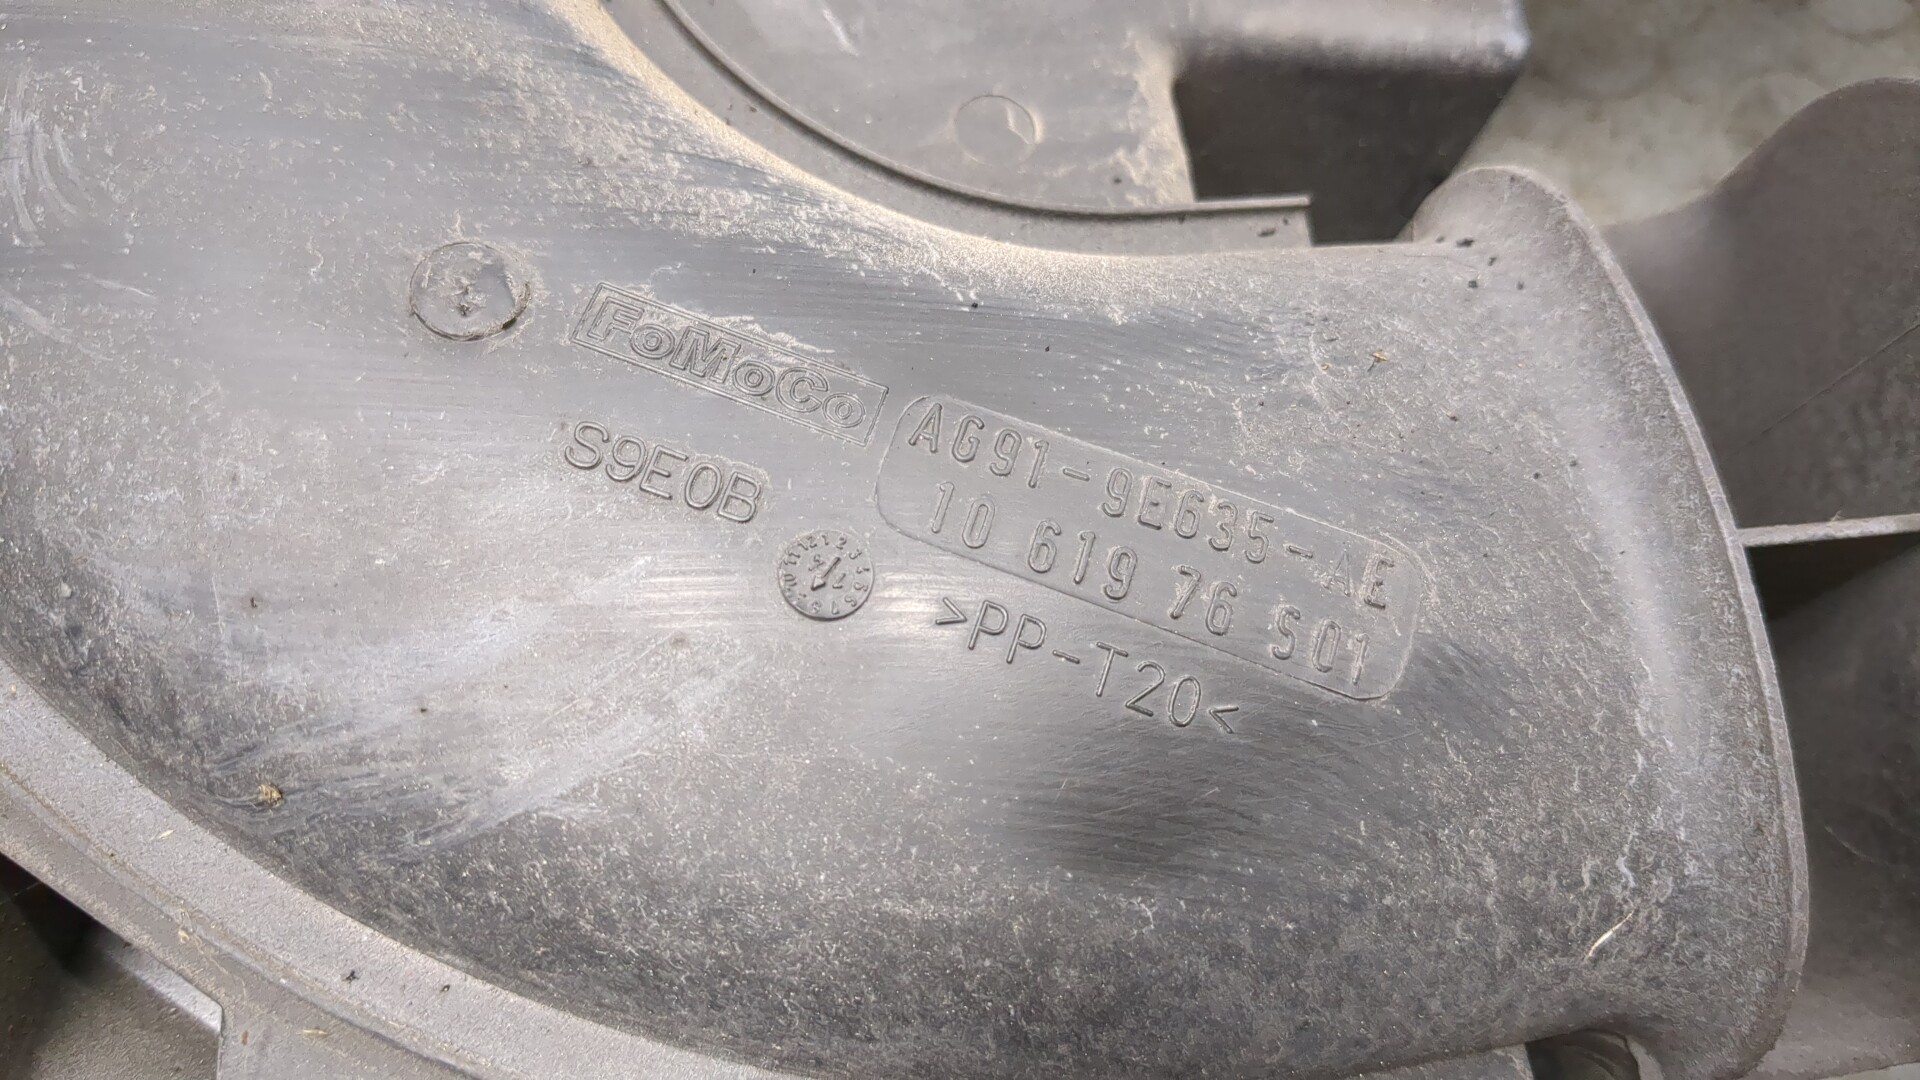 FoMoCo
AG91-9E635-AE
10 619 76 S01
S9E0B
>PP-T20<